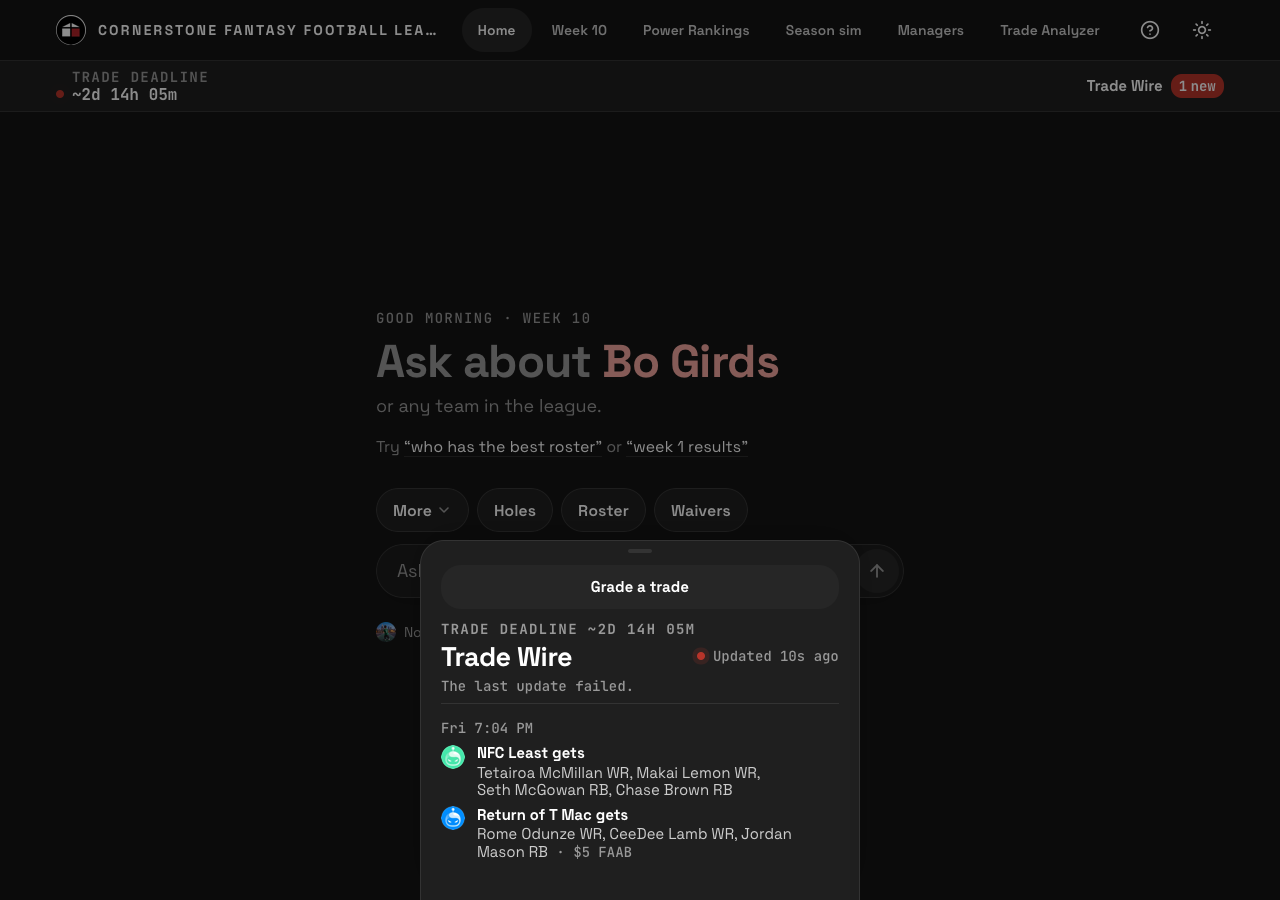 CORNERSTONE FANTASY FOOTBALL LEA…
Home
Week 10
Power Rankings
Season sim
Managers
Trade Analyzer
TRADE DEADLINE
~2d 14h 05m
Trade Wire
1 new
GOOD MORNING · WEEK 10
Ask about Bo Girds
or any team in the league.
Try “who has the best roster” or “week 1 results”
More
Holes
Roster
Waivers
Grade a trade
TRADE DEADLINE ~2D 14H 05M
Trade Wire
Updated 10s ago
The last update failed.
Fri 7:04 PM
NFC Least gets
Tetairoa McMillan WR, Makai Lemon WR,
Seth McGowan RB, Chase Brown RB
Return of T Mac gets
Rome Odunze WR, CeeDee Lamb WR, Jordan
Mason RB · $5 FAAB